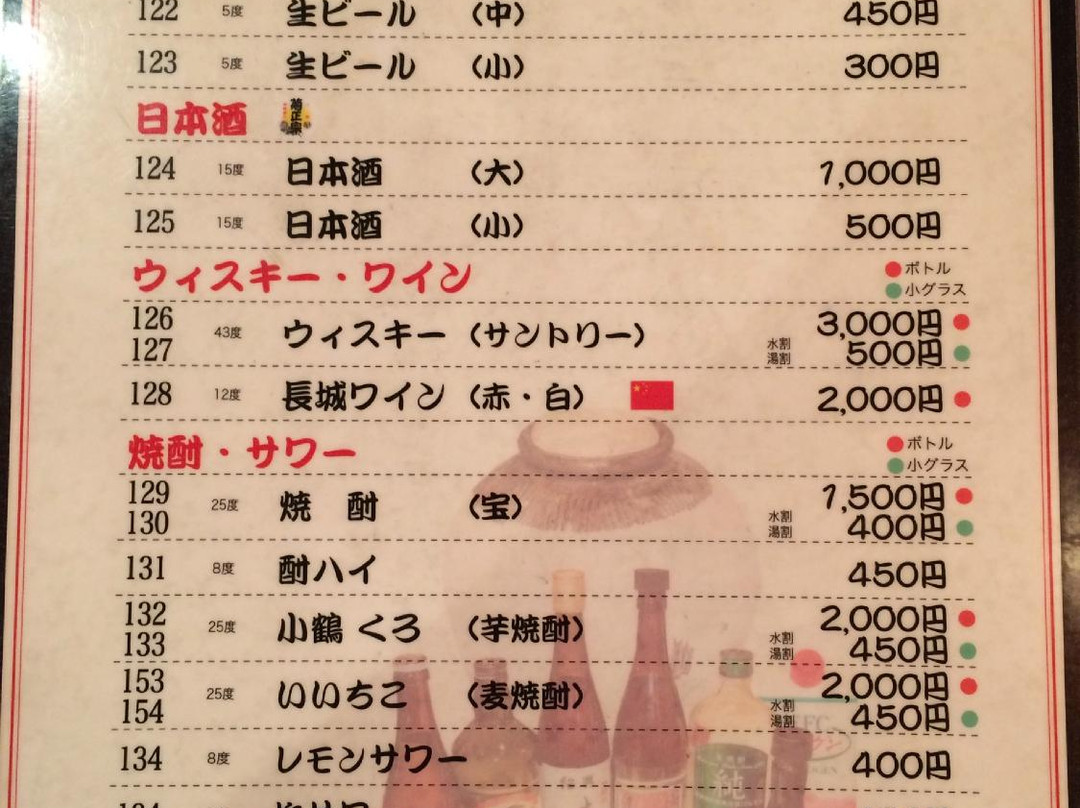 122 5度 生ビール (中) 450円
123 5度 生ビール (小) 300円
日本酒 菊正宗
124 15度 日本酒 (大) 1,000円
125 15度 日本酒 (小) 500円
ウィスキー・ワイン ボトル
小グラス
126 43度 ウィスキー (サントリー) 3,000円
127 水割 湯割 500円
128 12度 長城ワイン (赤・白) 2,000円
焼酎・サワー ボトル
小グラス
129 25度 焼 酎 (宝) 1,500円
130 水割 湯割 400円
131 8度 酎ハイ 450円
132 25度 小鶴 くろ (芋焼酎) 2,000円
133 水割 湯割 450円
153 25度 いいちこ (麦焼酎) 2,000円
154 水割 湯割 450円
134 8度 レモンサワー 400円
純